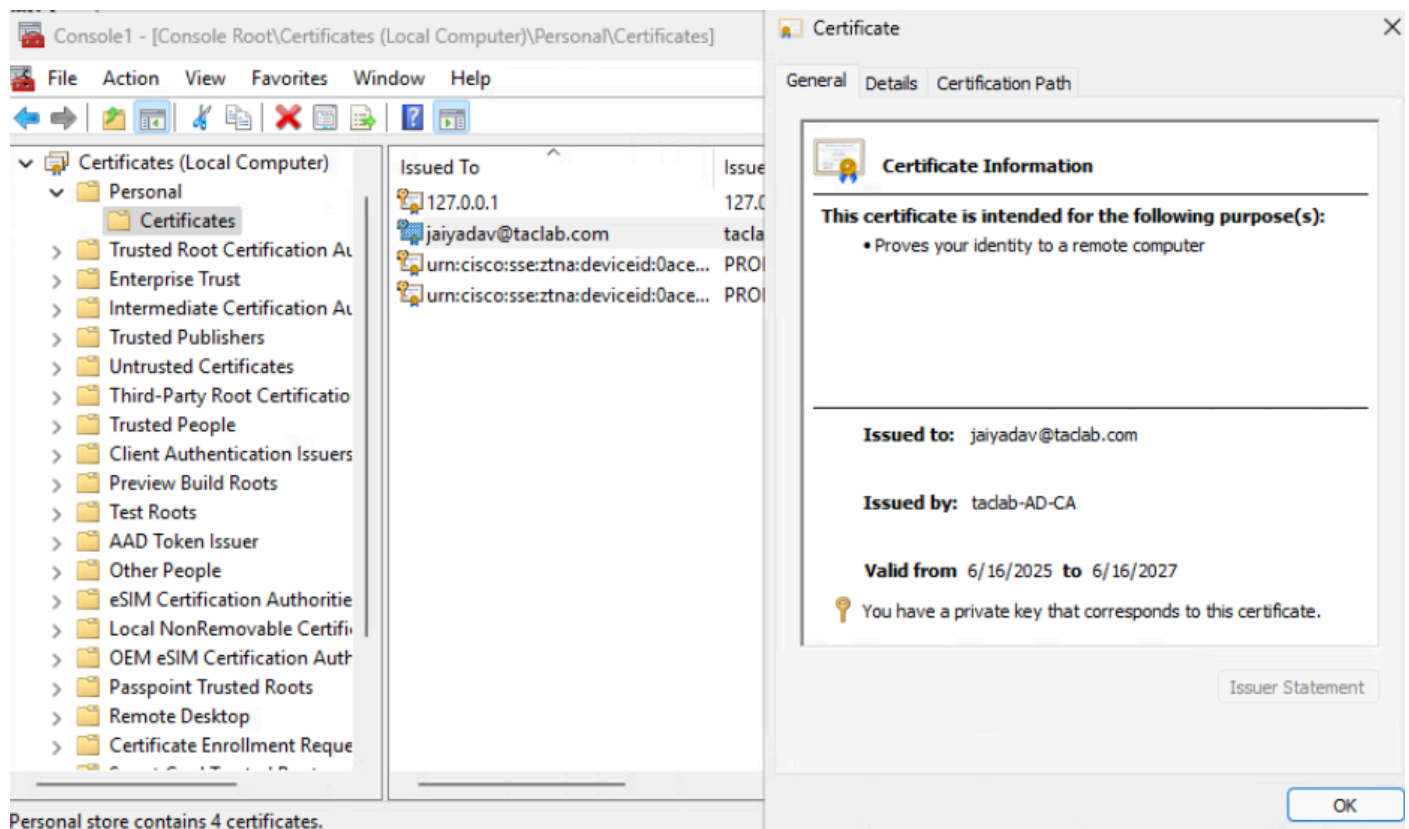 Console1 - [Console Root\Certificates (Local Computer)\Personal\Certificates]
File Action View Favorites Window Help
Certificates (Local Computer)
Personal
Certificates
Trusted Root Certification Au
Enterprise Trust
Intermediate Certification Au
Trusted Publishers
Untrusted Certificates
Third-Party Root Certificatio
Trusted People
Client Authentication Issuers
Preview Build Roots
Test Roots
AAD Token Issuer
Other People
eSIM Certification Authoritie
Local NonRemovable Certifi
OEM eSIM Certification Auth
Passpoint Trusted Roots
Remote Desktop
Certificate Enrollment Reque
Issued To Issue
127.0.0.1 127.0
jaiyadav@taclab.com tacla
urn:cisco:sse:ztna:deviceid:0ace... PRO
urn:cisco:sse:ztna:deviceid:0ace... PRO
Personal store contains 4 certificates.
Certificate
General Details Certification Path
Certificate Information
This certificate is intended for the following purpose(s):
• Proves your identity to a remote computer
Issued to: jaiyadav@taclab.com
Issued by: taclab-AD-CA
Valid from 6/16/2025 to 6/16/2027
You have a private key that corresponds to this certificate.
Issuer Statement
OK